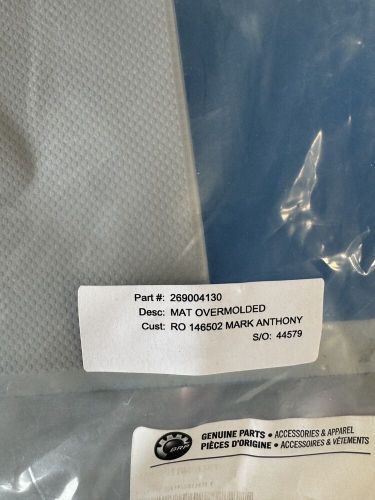 Part #: 269004130
Desc: MAT OVERMOLDED
Cust: RO 146502 MARK ANTHONY
S/O: 44579
BRP
GENUINE PARTS • ACCESSORIES & APPAREL
PIÈCES D'ORIGINE • ACCESSOIRES & VÊTEMENTS